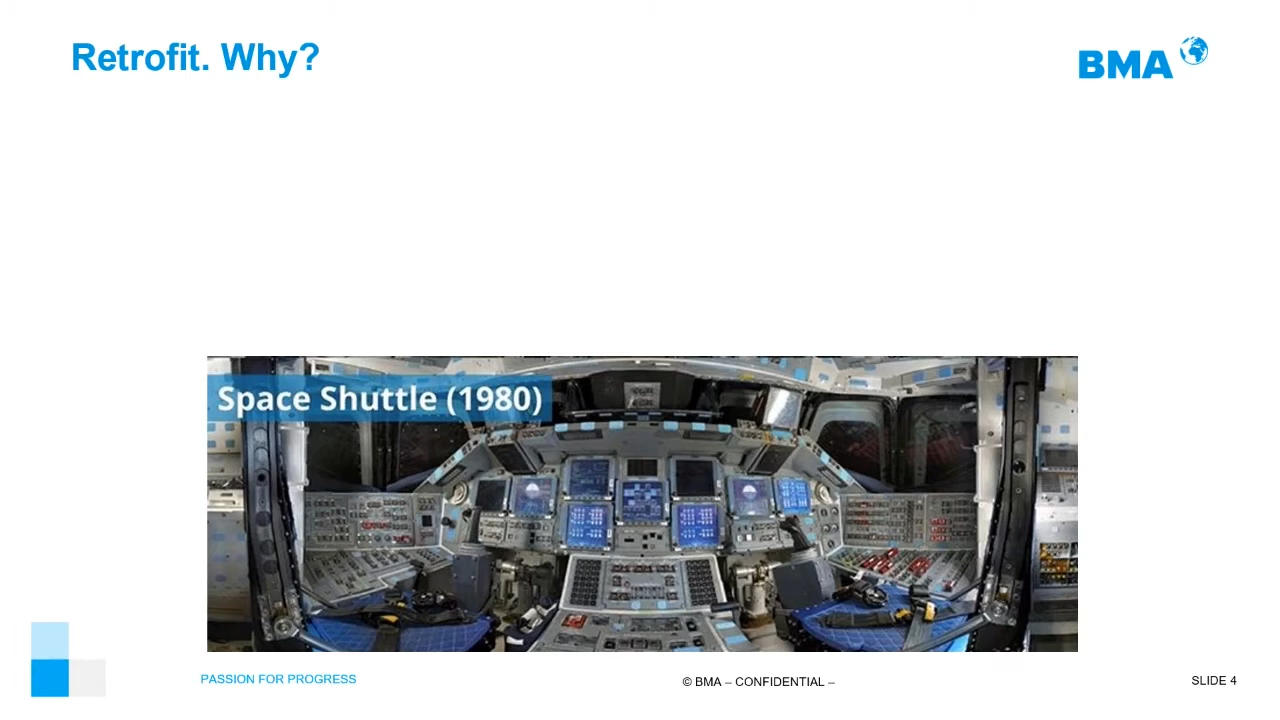 Retrofit. Why?
BMA
Space Shuttle (1980)
PASSION FOR PROGRESS
© BMA – CONFIDENTIAL –
SLIDE 4